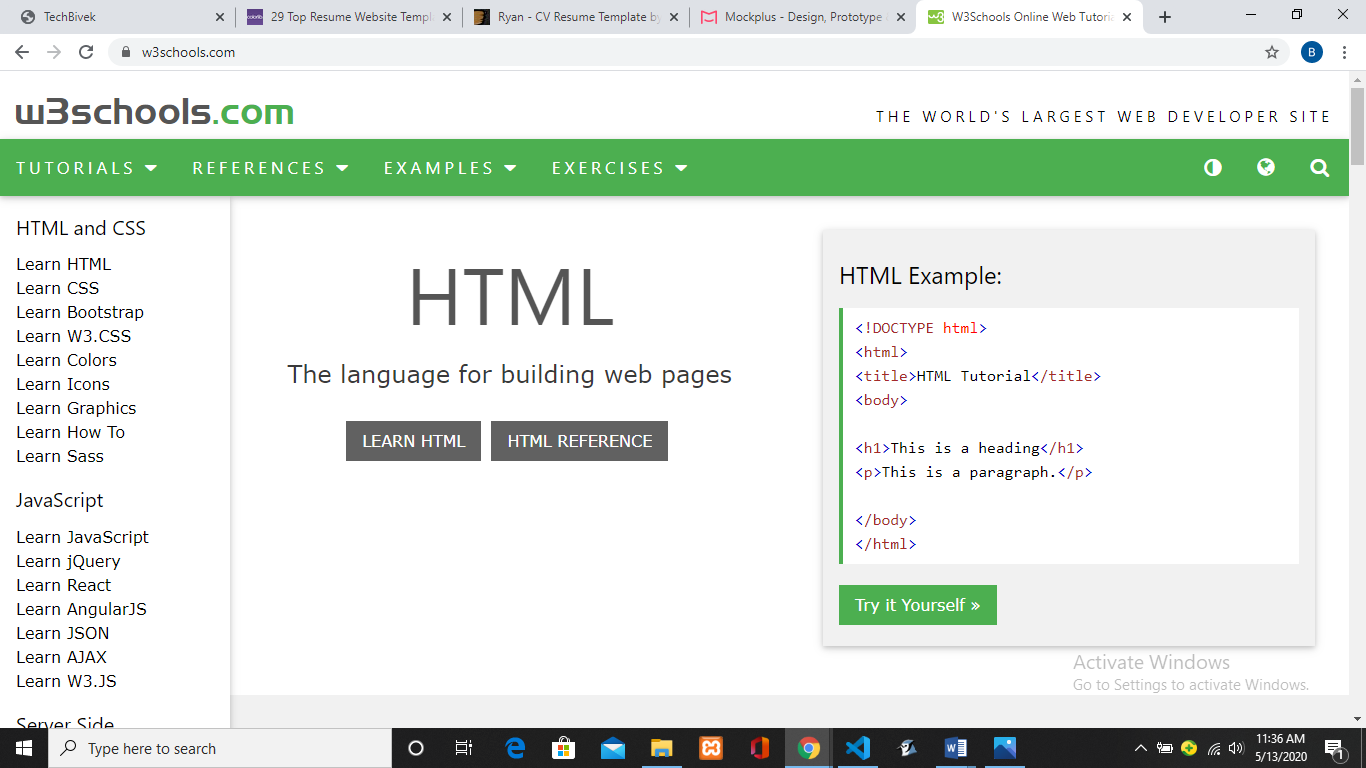 TechBivek
29 Top Resume Website Templ
Ryan - CV Resume Template by
Mockplus - Design, Prototype
W3Schools Online Web Tutoria
w3schools.com
B
w3schools.com
THE WORLD'S LARGEST WEB DEVELOPER SITE
TUTORIALS REFERENCES EXAMPLES EXERCISES
HTML and CSS
Learn HTML
Learn CSS
Learn Bootstrap
Learn W3.CSS
Learn Colors
Learn Icons
Learn Graphics
Learn How To
Learn Sass
JavaScript
Learn JavaScript
Learn jQuery
Learn React
Learn AngularJS
Learn JSON
Learn AJAX
Learn W3.JS
Server Side
HTML
The language for building web pages
LEARN HTML HTML REFERENCE
HTML Example:
<!DOCTYPE html>
<html>
<title>HTML Tutorial</title>
<body>
<h1>This is a heading</h1>
<p>This is a paragraph.</p>
</body>
</html>
Try it Yourself »
Activate Windows
Go to Settings to activate Windows.
Type here to search
11:36 AM
5/13/2020
1